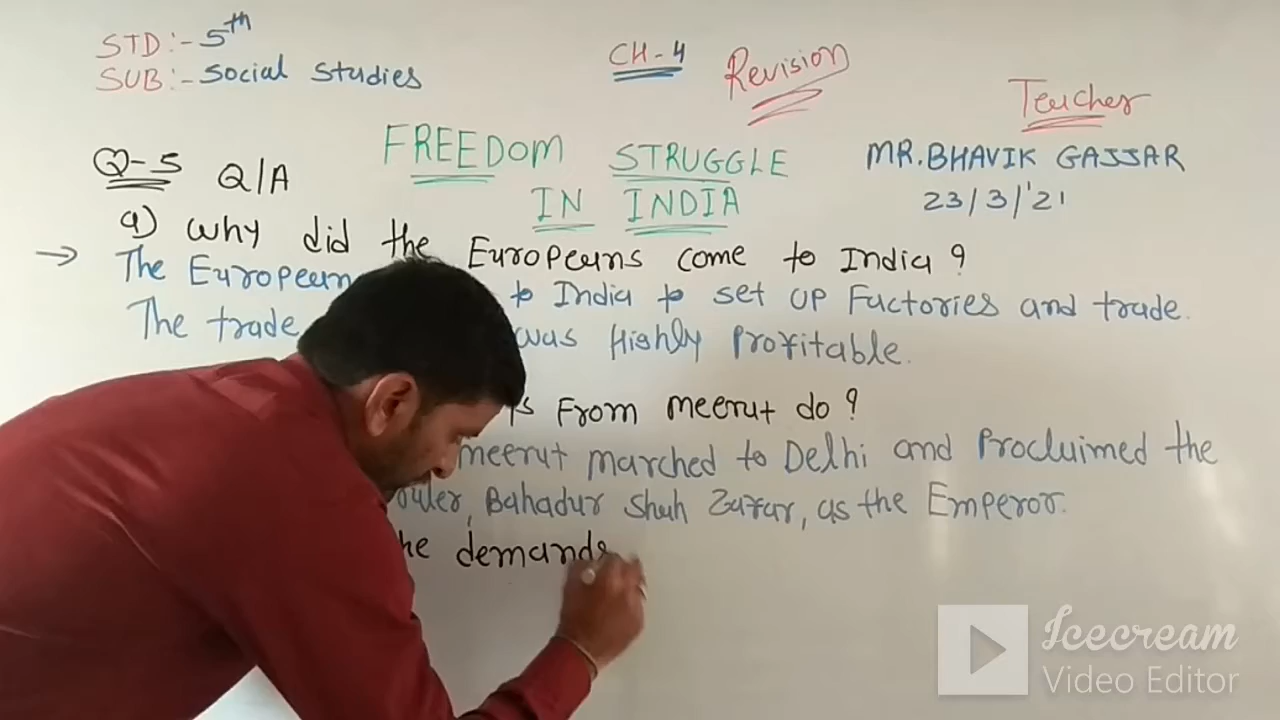 STD:- 5th
SUB:- Social Studies
CH-4
Revision
Teacher
MR. BHAVIK GAJJAR
23/3/'21
FREEDOM STRUGGLE
IN INDIA
Q-5 Q/A
a) Why did the Europeans come to India?
→ The European to India to set up Factories and trade.
The trade was Highly Profitable.
From meerut do?
meerut marched to Delhi and Proclaimed the
ruler, Bahadur Shah Zafar, as the Emperor.
he demands
Icecream
Video Editor